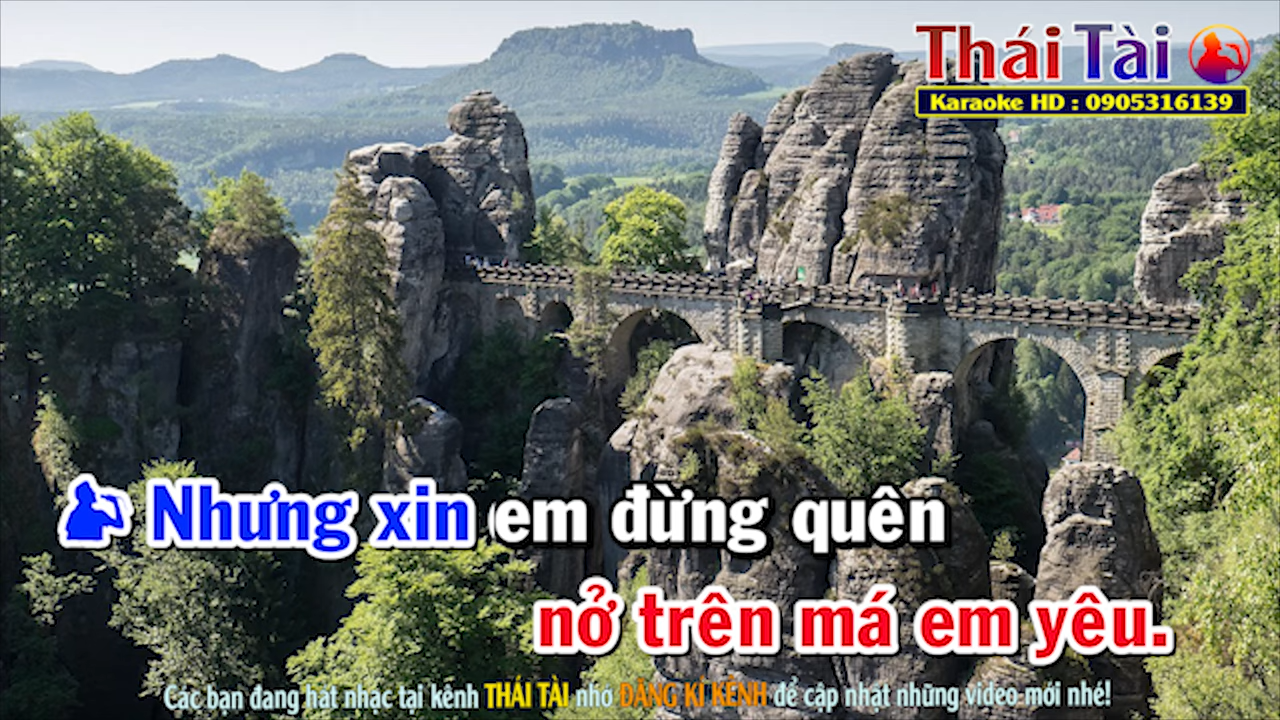 Thái Tài
Karaoke HD : 0905316139
Nhưng xin em đừng quên
nở trên má em yêu.
Các bạn đang hát nhạc tại kênh THÁI TÀI nhớ ĐĂNG KÍ KÊNH để cập nhật những video mới nhé!